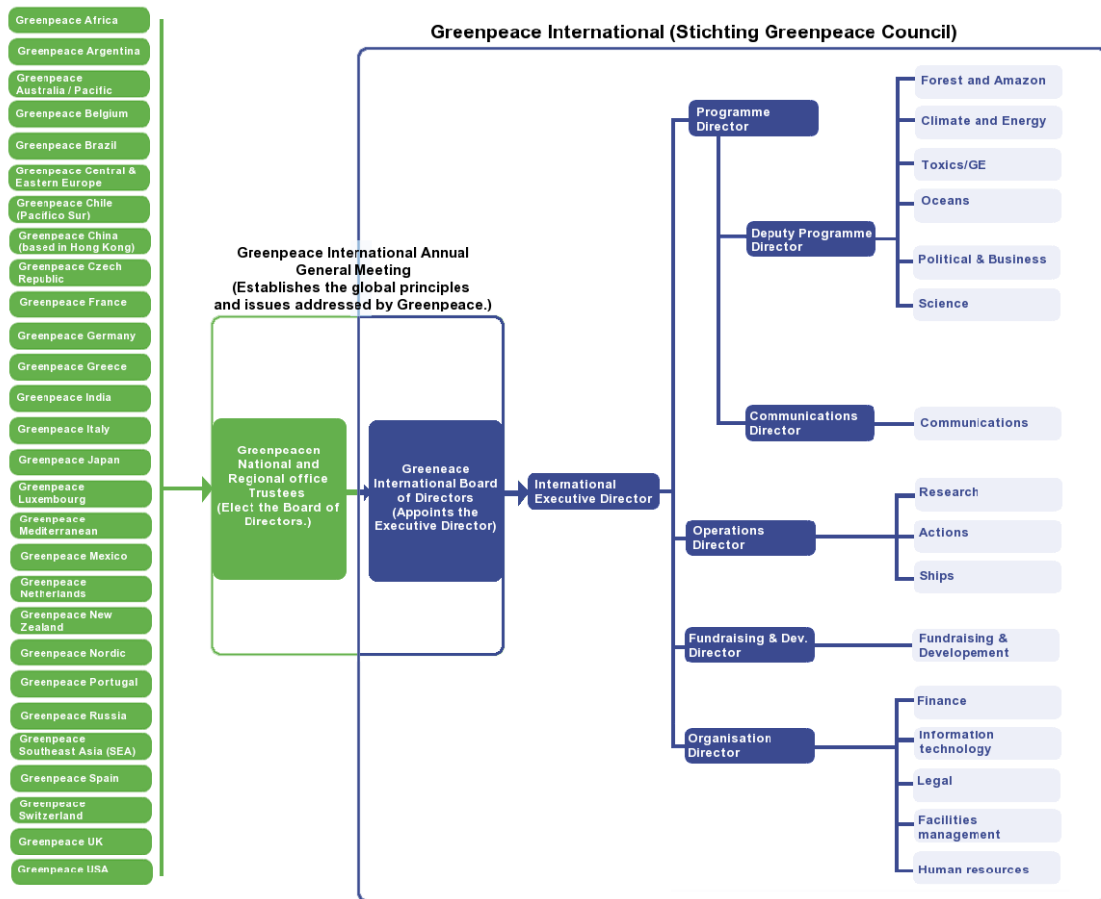 Greenpeace Africa
Greenpeace Argentina
Greenpeace
Australia / Pacific
Greenpeace Belgium
Greenpeace Brazil
Greenpeace Central &
Eastern Europe
Greenpeace Chile
(Pacifico Sur)
Greenpeace China
(based in Hong Kong)
Greenpeace Czech
Republic
Greenpeace France
Greenpeace Germany
Greenpeace Greece
Greenpeace India
Greenpeace Italy
Greenpeace Japan
Greenpeace
Luxembourg
Greenpeace
Mediterranean
Greenpeace Mexico
Greenpeace
Netherlands
Greenpeace New
Zealand
Greenpeace Nordic
Greenpeace Portugal
Greenpeace Russia
Greenpeace
Southeast Asia (SEA)
Greenpeace Spain
Greenpeace
Switzerland
Greenpeace UK
Greenpeace USA
Greenpeace International Annual
General Meeting
(Establishes the global principles
and issues addressed by Greenpeace.)
Greenpeacen
National and
Regional office
Trustees
(Elect the Board of
Directors.)
Greenpeace International (Stichting Greenpeace Council)
Greeneace
International Board
of Directors
(Appoints the
Executive Director)
International
Executive Director
Programme
Director
Deputy Programme
Director
Forest and Amazon
Climate and Energy
Toxics/GE
Oceans
Political & Business
Science
Communications
Director
Communications
Operations
Director
Research
Actions
Ships
Fundraising & Dev.
Director
Fundraising &
Developement
Organisation
Director
Finance
Information
technology
Legal
Facilities
management
Human resources